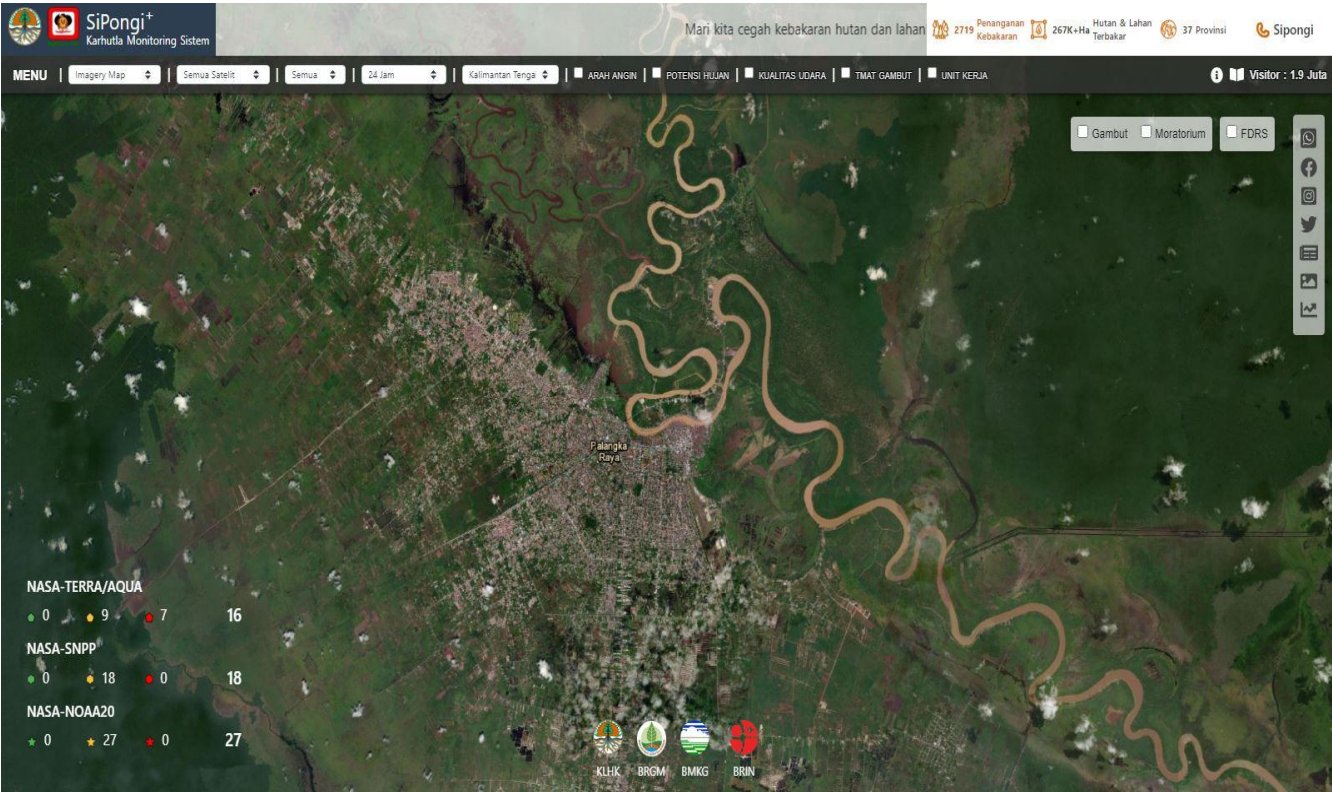 SiPongi+
Karhutla Monitoring Sistem
Mari kita cegah kebakaran hutan dan lahan
2719 Penanganan Kebakaran
267K+Ha Hutan & Lahan Terbakar
37 Provinsi
Sipongi
MENU | Imagery Map | Semua Satelit | Semua | 24 Jam | Kalimantan Tenga | ARAH ANGIN | POTENSI HUJAN | KUALITAS UDARA | TMAT GAMBUT | UNIT KERJA
Visitor : 1.9 Juta
Gambut Moratorium FDRS
Palangka
Raya
NASA-TERRA/AQUA
0 9 7 16
NASA-SNPP
0 18 0 18
NASA-NOAA20
0 27 0 27
KLHK BRGM BMKG BRIN